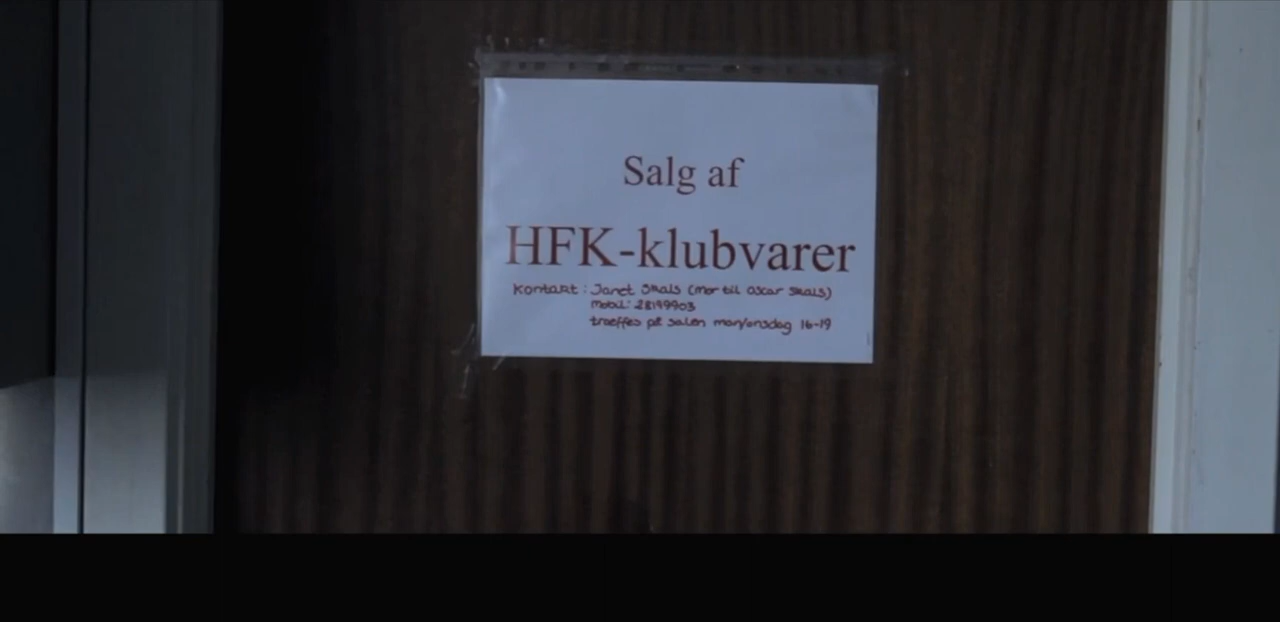 Salg af
HFK-klubvarer
Kontakt: Janet Skals (mor til Oscar Skals)
mobil: 28199903
træffes på salen man/onsdag 16-19